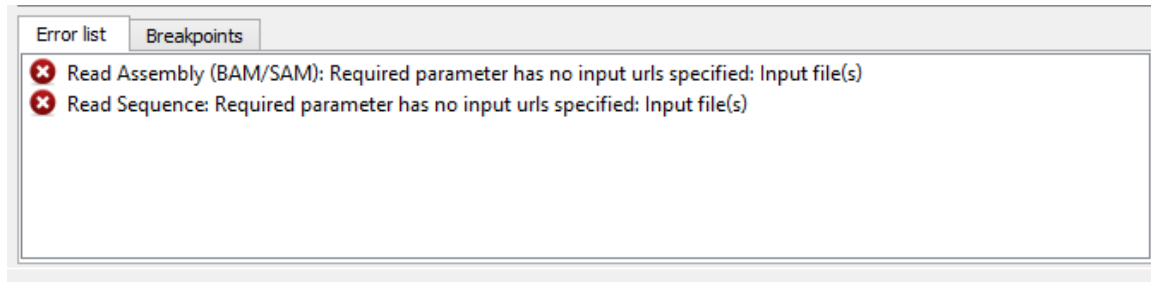 Error list Breakpoints
Read Assembly (BAM/SAM): Required parameter has no input urls specified: Input file(s)
Read Sequence: Required parameter has no input urls specified: Input file(s)